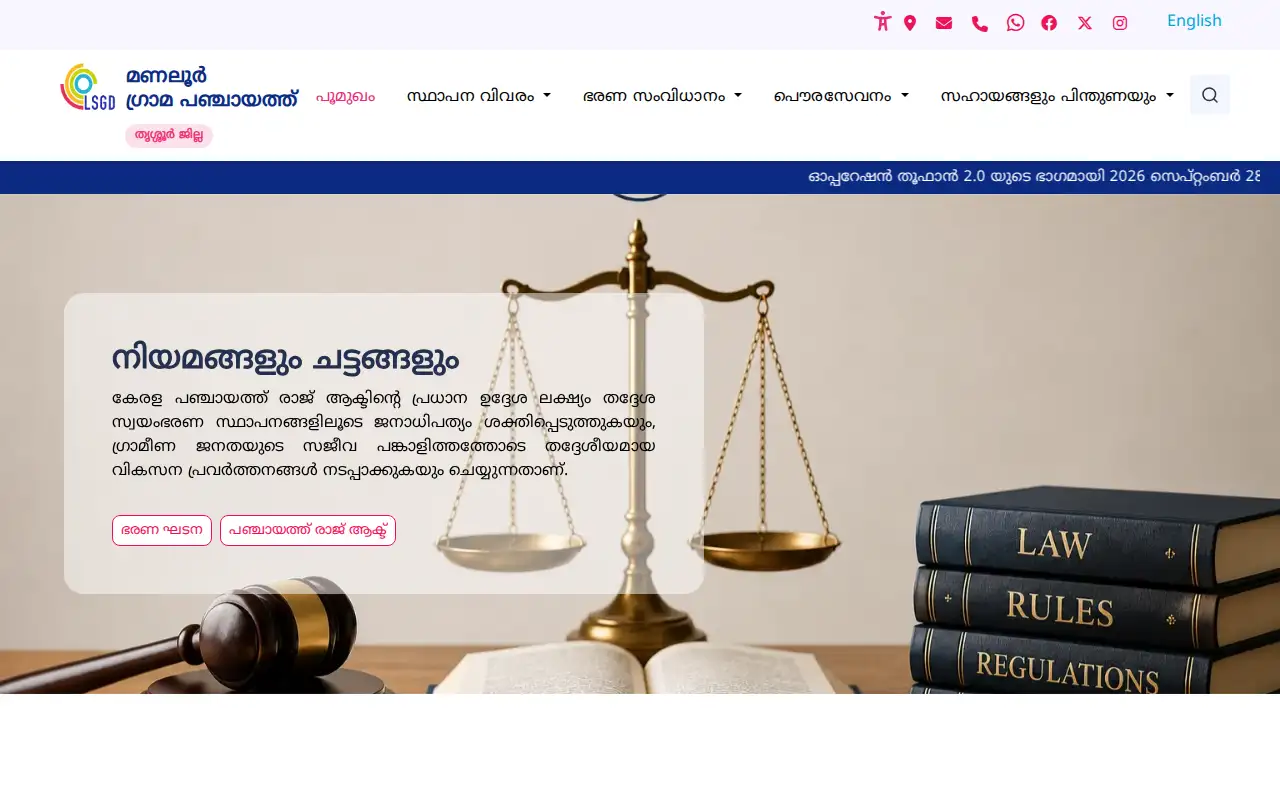 English
മണലൂർ
ഗ്രാമ പഞ്ചായത്ത്
തൃശ്ശൂർ ജില്ല
LSGD
പൂമുഖം
സ്ഥാപന വിവരം
ഭരണ സംവിധാനം
പൌരസേവനം
സഹായങ്ങളും പിന്തുണയും
ഓപ്പറേഷൻ തൂഫാൻ 2.0 യുടെ ഭാഗമായി 2026 സെപ്റ്റംബർ 28
നിയമങ്ങളും ചട്ടങ്ങളും
കേരള പഞ്ചായത്ത് രാജ് ആക്ടിന്റെ പ്രധാന ഉദ്ദേശ ലക്ഷ്യം തദ്ദേശ
സ്വയംഭരണ സ്ഥാപനങ്ങളിലൂടെ ജനാധിപത്യം ശക്തിപ്പെടുത്തുകയും,
ഗ്രാമീണ ജനതയുടെ സജീവ പങ്കാളിത്തത്തോടെ തദ്ദേശീയമായ
വികസന പ്രവർത്തനങ്ങൾ നടപ്പാക്കുകയും ചെയ്യുന്നതാണ്.
ഭരണ ഘടന
പഞ്ചായത്ത് രാജ് ആക്ട്
LAW
RULES
REGULATIONS